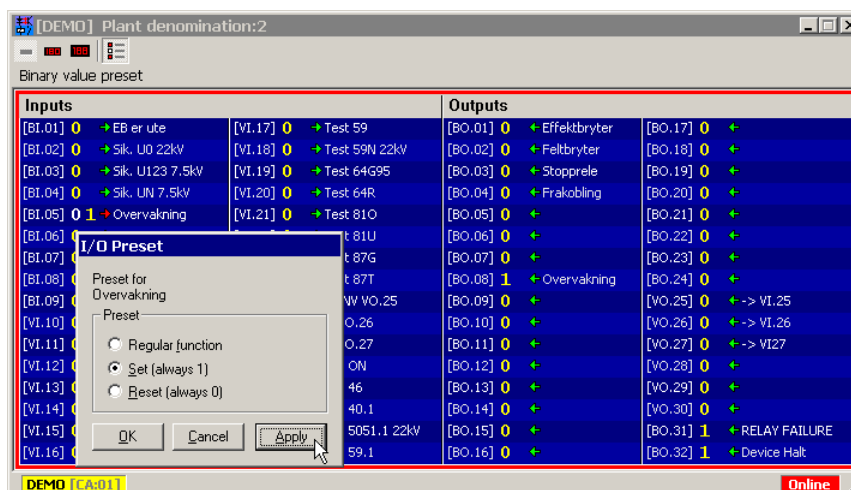 [DEMO] Plant denomination:2
Binary value preset
Inputs Outputs
[BI.01] 0 EB er ute [VI.17] 0 Test 59 [BO.01] 0 Effektbryter [BO.17] 0
[BI.02] 0 Sik. U0 22kV [VI.18] 0 Test 59N 22kV [BO.02] 0 Feltbryter [BO.18] 0
[BI.03] 0 Sik. U123 7.5kV [VI.19] 0 Test 64G95 [BO.03] 0 Stopprele [BO.19] 0
[BI.04] 0 Sik. UN 7.5kV [VI.20] 0 Test 64R [BO.04] 0 Frakobling [BO.20] 0
[BI.05] 0 1 Overvakning [VI.21] 0 Test 81O [BO.05] 0 [BO.21] 0
[BI.06] t 81U [BO.06] 0 [BO.22] 0
[BI.07] t 87G [BO.07] 0 [BO.23] 0
[BI.08] t 87T [BO.08] 1 Overvakning [BO.24] 0
[BI.09] VO.25 [BO.09] 0 [VO.25] 0 -> VI.25
[VI.10] O.26 [BO.10] 0 [VO.26] 0 -> VI.26
[VI.11] O.27 [BO.11] 0 [VO.27] 0 -> VI27
[VI.12] ON [BO.12] 0 [VO.28] 0
[VI.13] 46 [BO.13] 0 [VO.29] 0
[VI.14] 40.1 [BO.14] 0 [VO.30] 0
[VI.15] 5051.1 22kV [BO.15] 0 [BO.31] 1 RELAY FAILURE
[VI.16] 59.1 [BO.16] 0 [BO.32] 1 Device Halt
I/O Preset
Preset for
Overvakning
Preset
Regular function
Set (always 1)
Reset (always 0)
OK Cancel Apply
DEMO [CA:01] Online